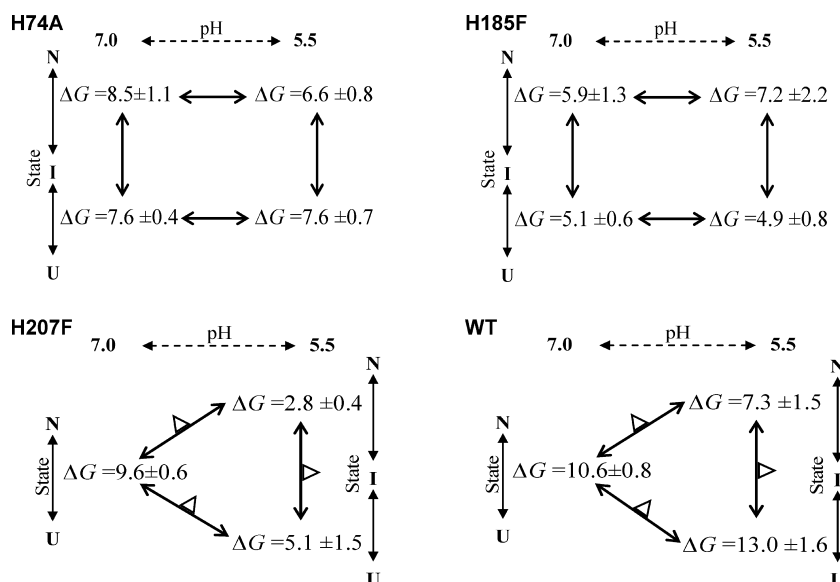 H74A
7.0 pH 5.5
N
ΔG =8.5±1.1 ΔG =6.6 ±0.8
State I
ΔG =7.6 ±0.4 ΔG =7.6 ±0.7
U
H185F
7.0 pH 5.5
N
ΔG =5.9±1.3 ΔG =7.2 ±2.2
State I
ΔG =5.1 ±0.6 ΔG =4.9 ±0.8
U
H207F
7.0 pH 5.5
N
ΔG =2.8 ±0.4
N
State ΔG =9.6±0.6 State I
U
ΔG =5.1 ±1.5
U
WT
7.0 pH 5.5
N
ΔG =7.3 ±1.5
N
State ΔG =10.6±0.8 State I
U
ΔG =13.0 ±1.6
U